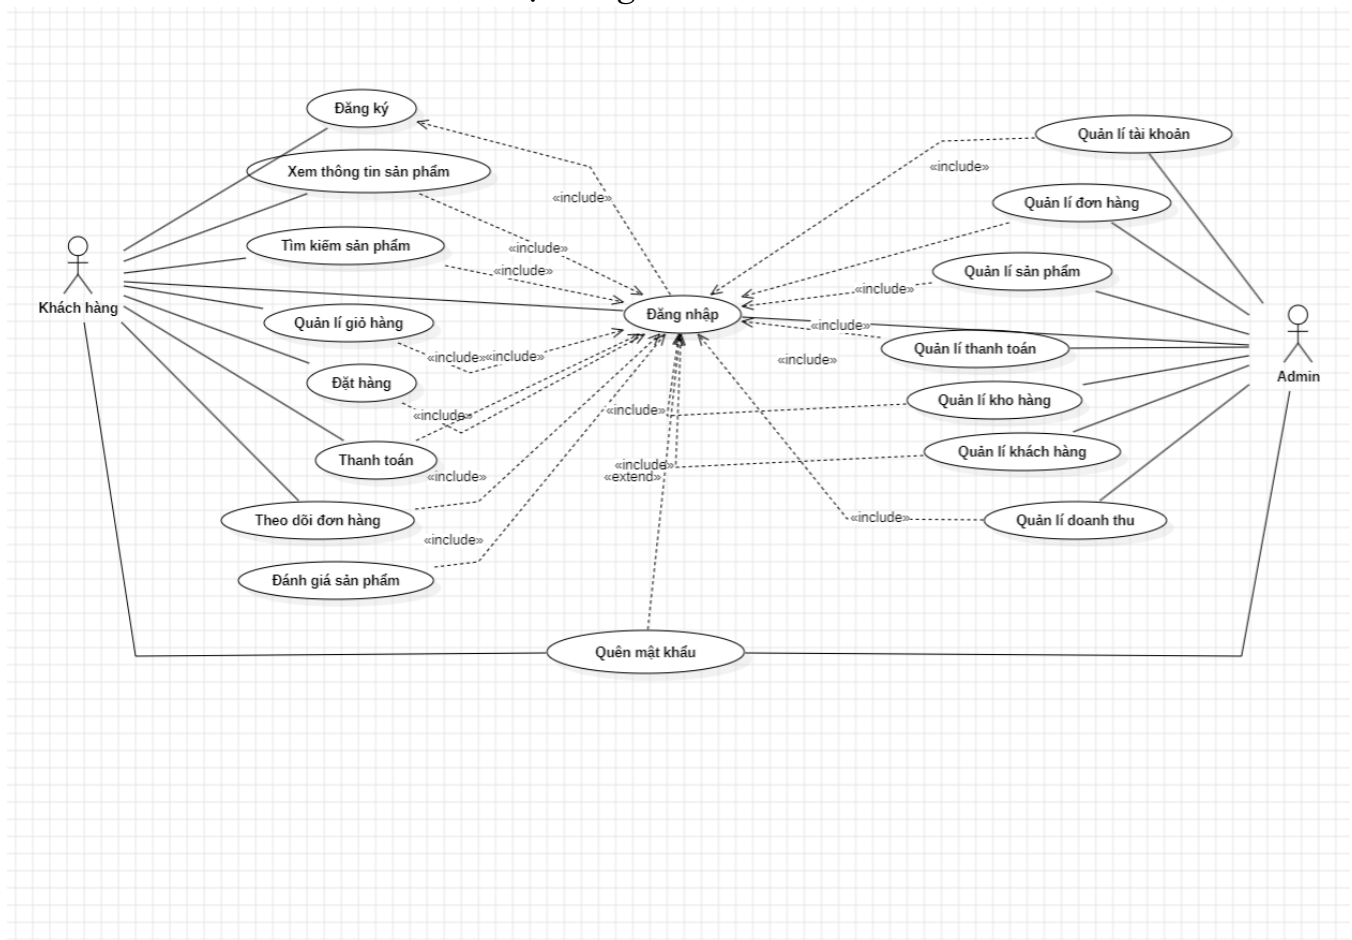 Đăng ký
Quản lí tài khoản
«include»
Xem thông tin sản phẩm
«include»
Quản lí đơn hàng
Tìm kiếm sản phẩm
«include»
«include»
Quản lí sản phẩm
«include»
Khách hàng
Đăng nhập
Quản lí giỏ hàng
«include»
Quản lí thanh toán
«include»
«include»
«include»
Admin
Đặt hàng
Quản lí kho hàng
«include»
«include»
Quản lí khách hàng
Thanh toán
«include»
«extend»
«include»
Theo dõi đơn hàng
«include»
Quản lí doanh thu
«include»
Đánh giá sản phẩm
Quên mật khẩu